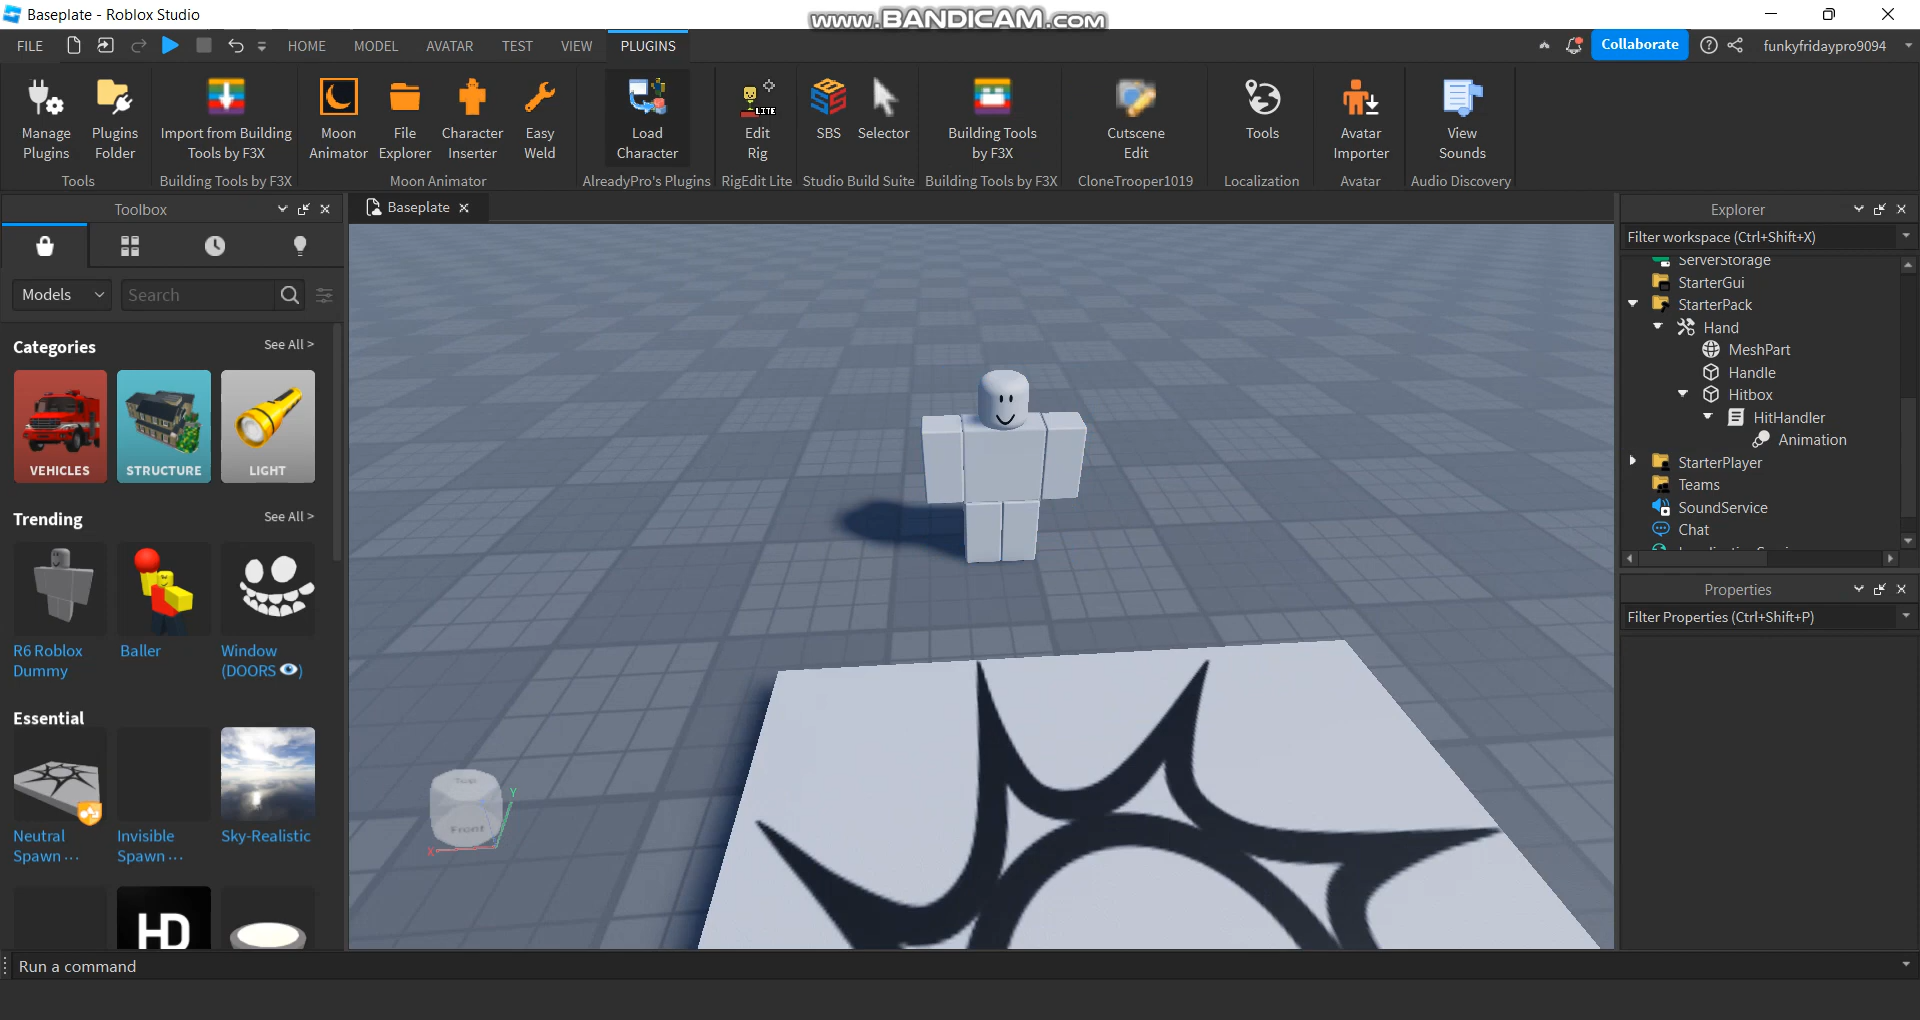 Baseplate - Roblox Studio
www.BANDICAM.com
FILE
HOME
MODEL
AVATAR
TEST
VIEW
PLUGINS
Collaborate
funkyfridaypro9094
Manage Plugins
Plugins Folder
Import from Building Tools by F3X
Moon Animator
File Explorer
Character Inserter
Easy Weld
Load Character
LITE
Edit Rig
SBS
Selector
Building Tools by F3X
Cutscene Edit
Tools
Avatar Importer
View Sounds
Tools
Building Tools by F3X
Moon Animator
AlreadyPro's Plugins
RigEdit Lite
Studio Build Suite
Building Tools by F3X
CloneTrooper1019
Localization
Avatar
Audio Discovery
Toolbox
Models
Search
Categories
See All >
VEHICLES
STRUCTURE
LIGHT
Trending
See All >
R6 Roblox Dummy
Baller
Window (DOORS 👁)
Essential
Neutral Spawn ...
Invisible Spawn ...
Sky-Realistic
HD
Baseplate
Top
Front
X
Y
Explorer
Filter workspace (Ctrl+Shift+X)
ServerStorage
StarterGui
StarterPack
Hand
MeshPart
Handle
Hitbox
HitHandler
Animation
StarterPlayer
Teams
SoundService
Chat
Properties
Filter Properties (Ctrl+Shift+P)
Run a command